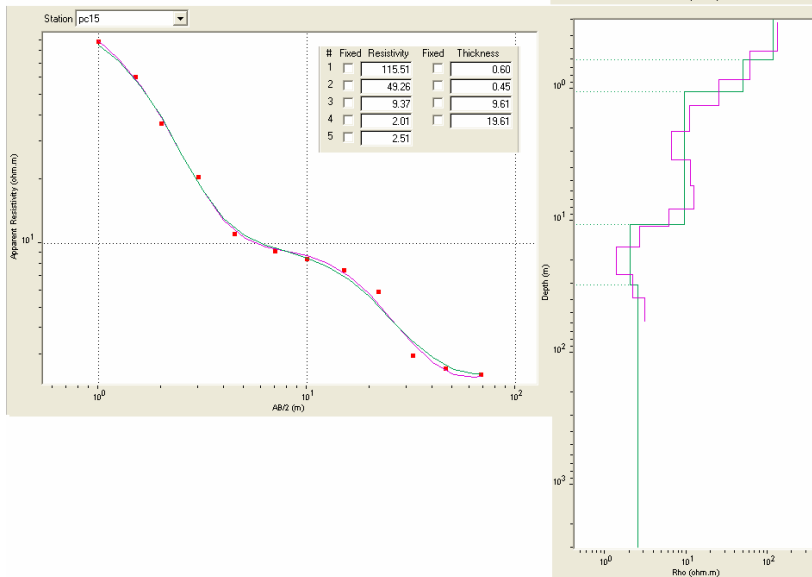 Station pc15
# Fixed Resistivity Fixed Thickness
1 115.51 0.60
2 49.26 0.45
3 9.37 9.61
4 2.01 19.61
5 2.51
Apparent Resistivity (ohm.m)
10¹
10⁰ 10¹ 10²
AB/2 (m)
Depth (m)
10⁰
10¹
10²
10³
10⁰ 10¹ 10²
Rho (ohm.m)